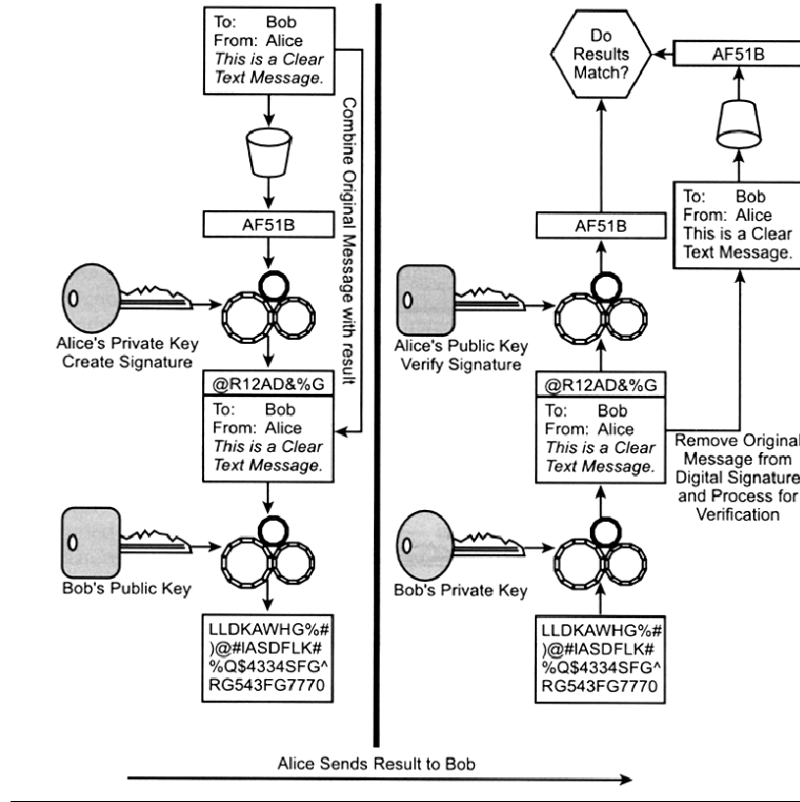 To: Bob
From: Alice
This is a Clear
Text Message.
Combine Original Message with result
AF51B
Alice's Private Key
Create Signature
@R12AD&%G
To: Bob
From: Alice
This is a Clear
Text Message.
Bob's Public Key
LLDKAWHG%#
)@#IASDFLK#
%Q$4334SFG^
RG543FG7770
Do
Results
Match?
AF51B
To: Bob
From: Alice
This is a Clear
Text Message.
AF51B
Alice's Public Key
Verify Signature
@R12AD&%G
To: Bob
From: Alice
This is a Clear
Text Message.
Remove Original
Message from
Digital Signature
and Process for
Verification
Bob's Private Key
LLDKAWHG%#
)@#IASDFLK#
%Q$4334SFG^
RG543FG7770
Alice Sends Result to Bob